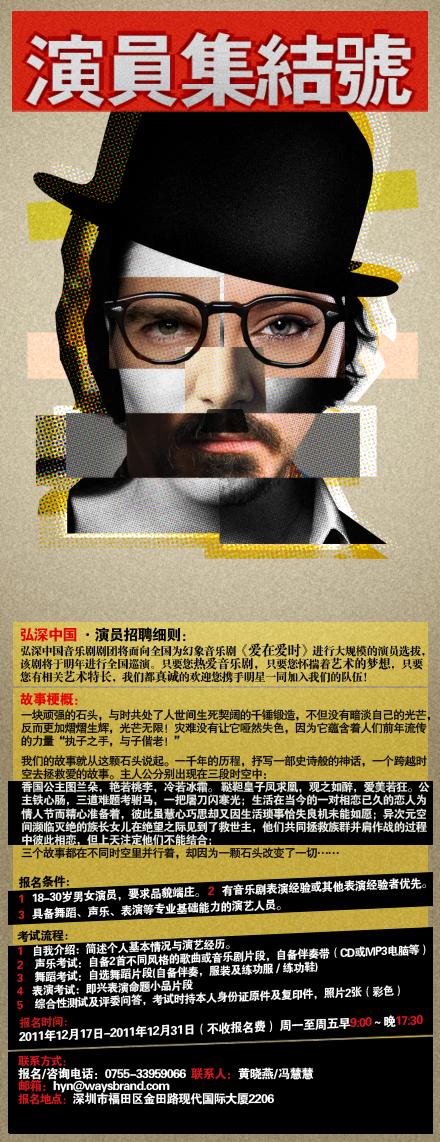 演員集結號
弘深中国 · 演员招聘细则：
弘深中国音乐剧剧团将面向全国为幻象音乐剧《爱在爱时》进行大规模的演员选拔，
该剧将于明年进行全国巡演。只要您热爱音乐剧，只要您怀揣着艺术的梦想，只要
您有相关艺术特长，我们都真诚的欢迎您携手明星一同加入我们的队伍！
故事梗概：
一块顽强的石头，与时共处了人世间生死契阔的千锤锻造，不但没有暗淡自己的光芒，
反而更加熠熠生辉，光芒无限！灾难没有让它哑然失色，因为它蕴含着人们前年流传
的力量“执子之手，与子偕老！”
我们的故事就从这颗石头说起。一千年的历程，抒写一部史诗般的神话，一个跨越时
空去拯救爱的故事。主人公分别出现在三段时空中：
香国公主图兰朵，艳若桃李，冷若冰霜。 鞑靼皇子凤求凰，观之如醉，爱美若狂。公
主铁心肠，三道难题考驸马，一把屠刀闪寒光；生活在当今的一对相恋已久的恋人为
情人节而精心准备着，彼此虽慧心巧思却又因生活琐事恰失良机未能如愿；异次元空
间濒临灭绝的族长女儿在绝望之际见到了救世主，他们共同拯救族群并肩作战的过程
中彼此相恋，但上天注定他们不能结合；
三个故事都在不同时空里并行着，却因为一颗石头改变了一切……
报名条件：
1 18-30岁男女演员，要求品貌端庄。 2 有音乐剧表演经验或其他表演经验者优先。
3 具备舞蹈、声乐、表演等专业基础能力的演艺人员。
考试流程：
1 自我介绍：简述个人基本情况与演艺经历。
2 声乐考试：自备2首不同风格的歌曲或音乐剧片段，自备伴奏带（CD或MP3电脑等）
3 舞蹈考试：自选舞蹈片段(自备伴奏，服装及练功服 / 练功鞋)
4 表演考试：即兴表演命题小品片段
5 综合性测试及评委问答，考试时持本人身份证原件及复印件，照片2张（彩色）
报名时间：
2011年12月17日-2011年12月31日（不收报名费） 周一至周五早9:00 ~ 晚17:30
联系方式：
报名/咨询电话：0755-33959066 联系人：黄晓燕/冯慧慧
邮箱：hyn@waysbrand.com
报名地点：深圳市福田区金田路现代国际大厦2206